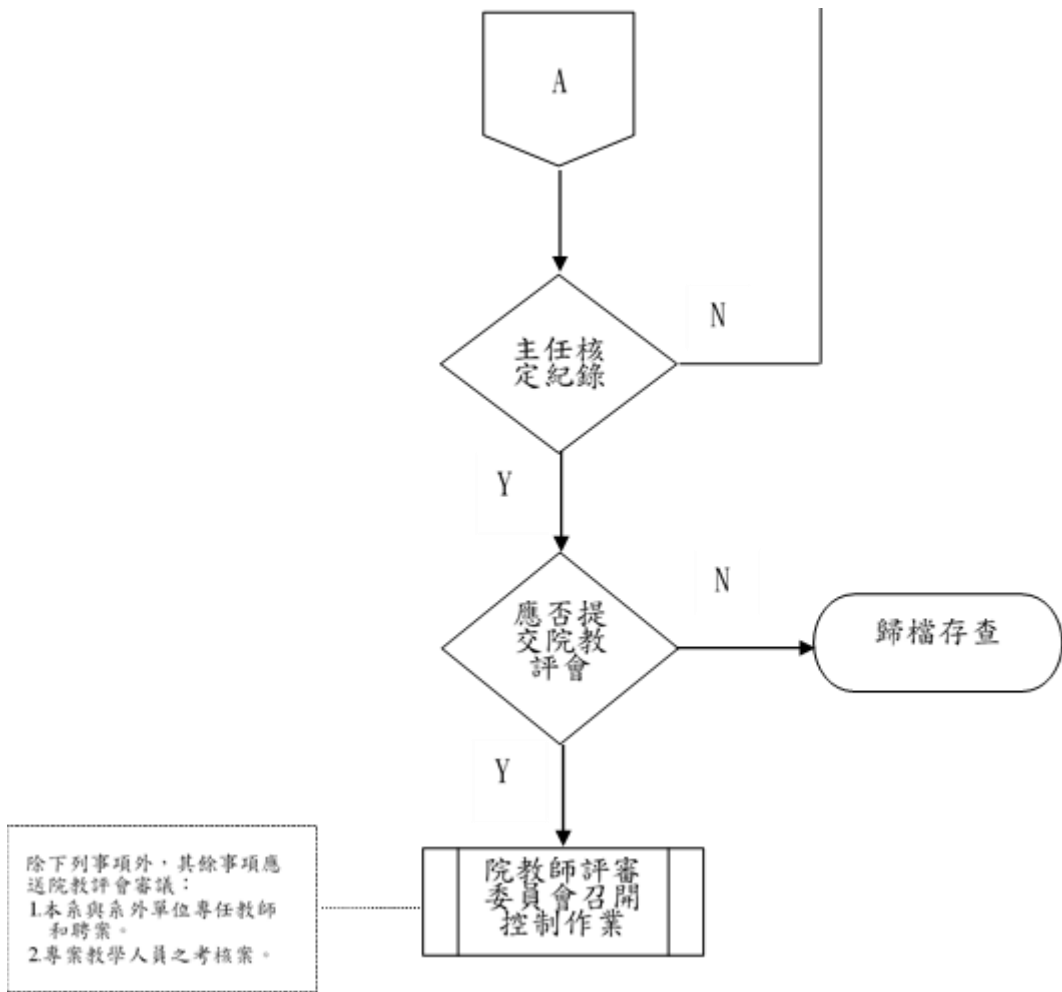 A
主任核
定紀錄
N
Y
應否提
交院教
評會
N
歸檔存查
Y
院教師評審
委員會召開
控制作業
除下列事項外，其餘事項應
送院教評會審議：
1.本系與系外單位專任教師
和聘案。
2.專案教學人員之考核案。